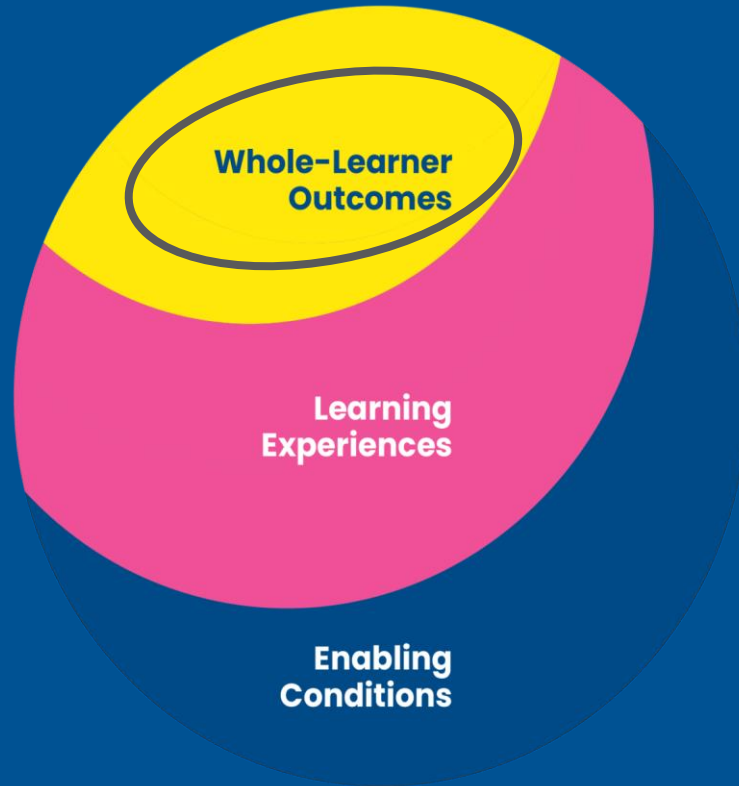 Whole-Learner
Outcomes
Learning
Experiences
Enabling
Conditions